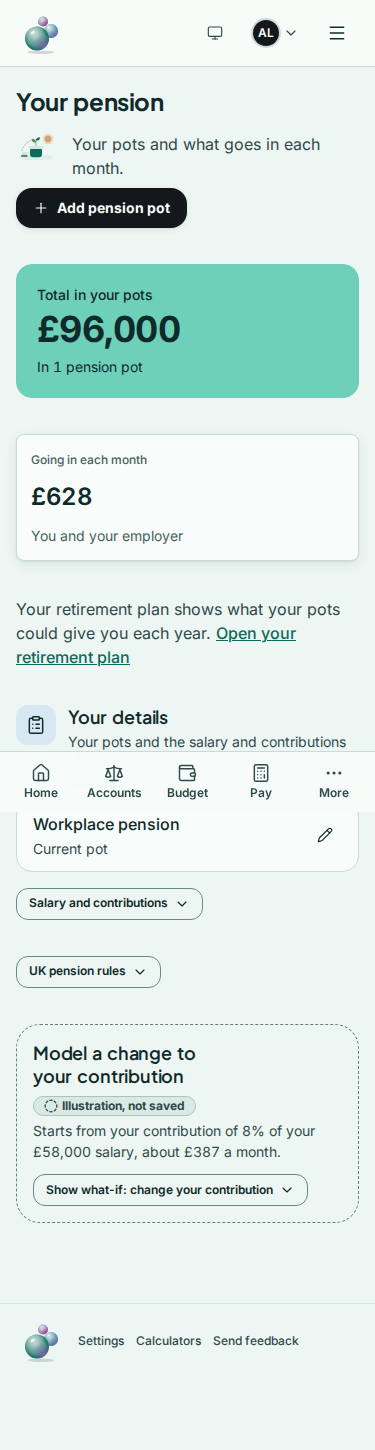 AL
Your pension
Your pots and what goes in each
month.
Add pension pot
Total in your pots
£96,000
In 1 pension pot
Going in each month
£628
You and your employer
Your retirement plan shows what your pots
could give you each year. Open your
retirement plan
Your details
Your pots and the salary and contributions
Home
Accounts
Budget
Pay
More
Workplace pension
Current pot
Salary and contributions
UK pension rules
Model a change to
your contribution
Illustration, not saved
Starts from your contribution of 8% of your
£58,000 salary, about £387 a month.
Show what-if: change your contribution
Settings
Calculators
Send feedback